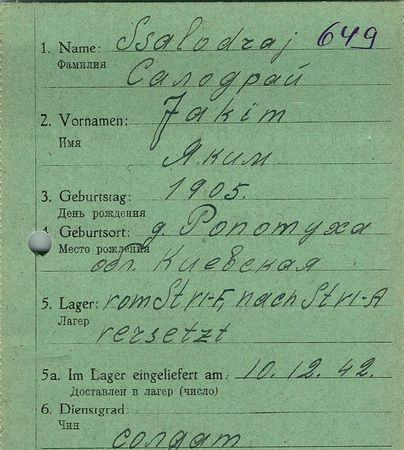 1. Name: Ssalodraj 649
Фамилия
Салодрай
2. Vornamen: Jakim
Имя
Яким
3. Geburtstag: 1905.
День рождения
4. Geburtsort: д. Ропотуха
Место рождения
обл. Киевская
5. Lager: vom Stri-F, nach Stri-A
Лагер
versetzt
5a. Im Lager eingeliefert am: 10. 12. 42.
Доставлен в лагер (число)
6. Dienstgrad:
Чин
солдат